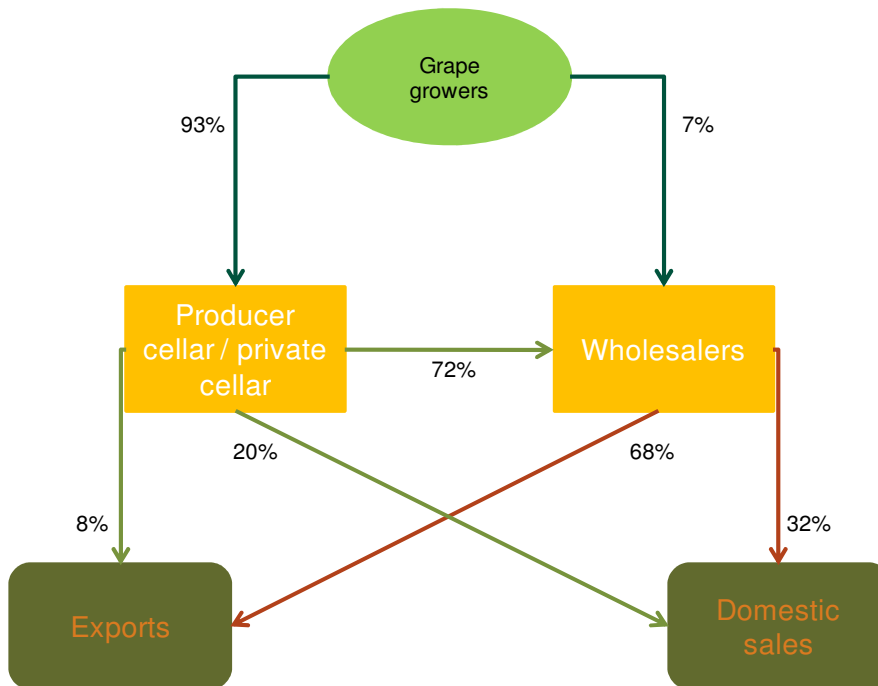 Grape
growers
93%
7%
Producer
cellar / private
cellar
72%
Wholesalers
20%
68%
8%
32%
Exports
Domestic
sales